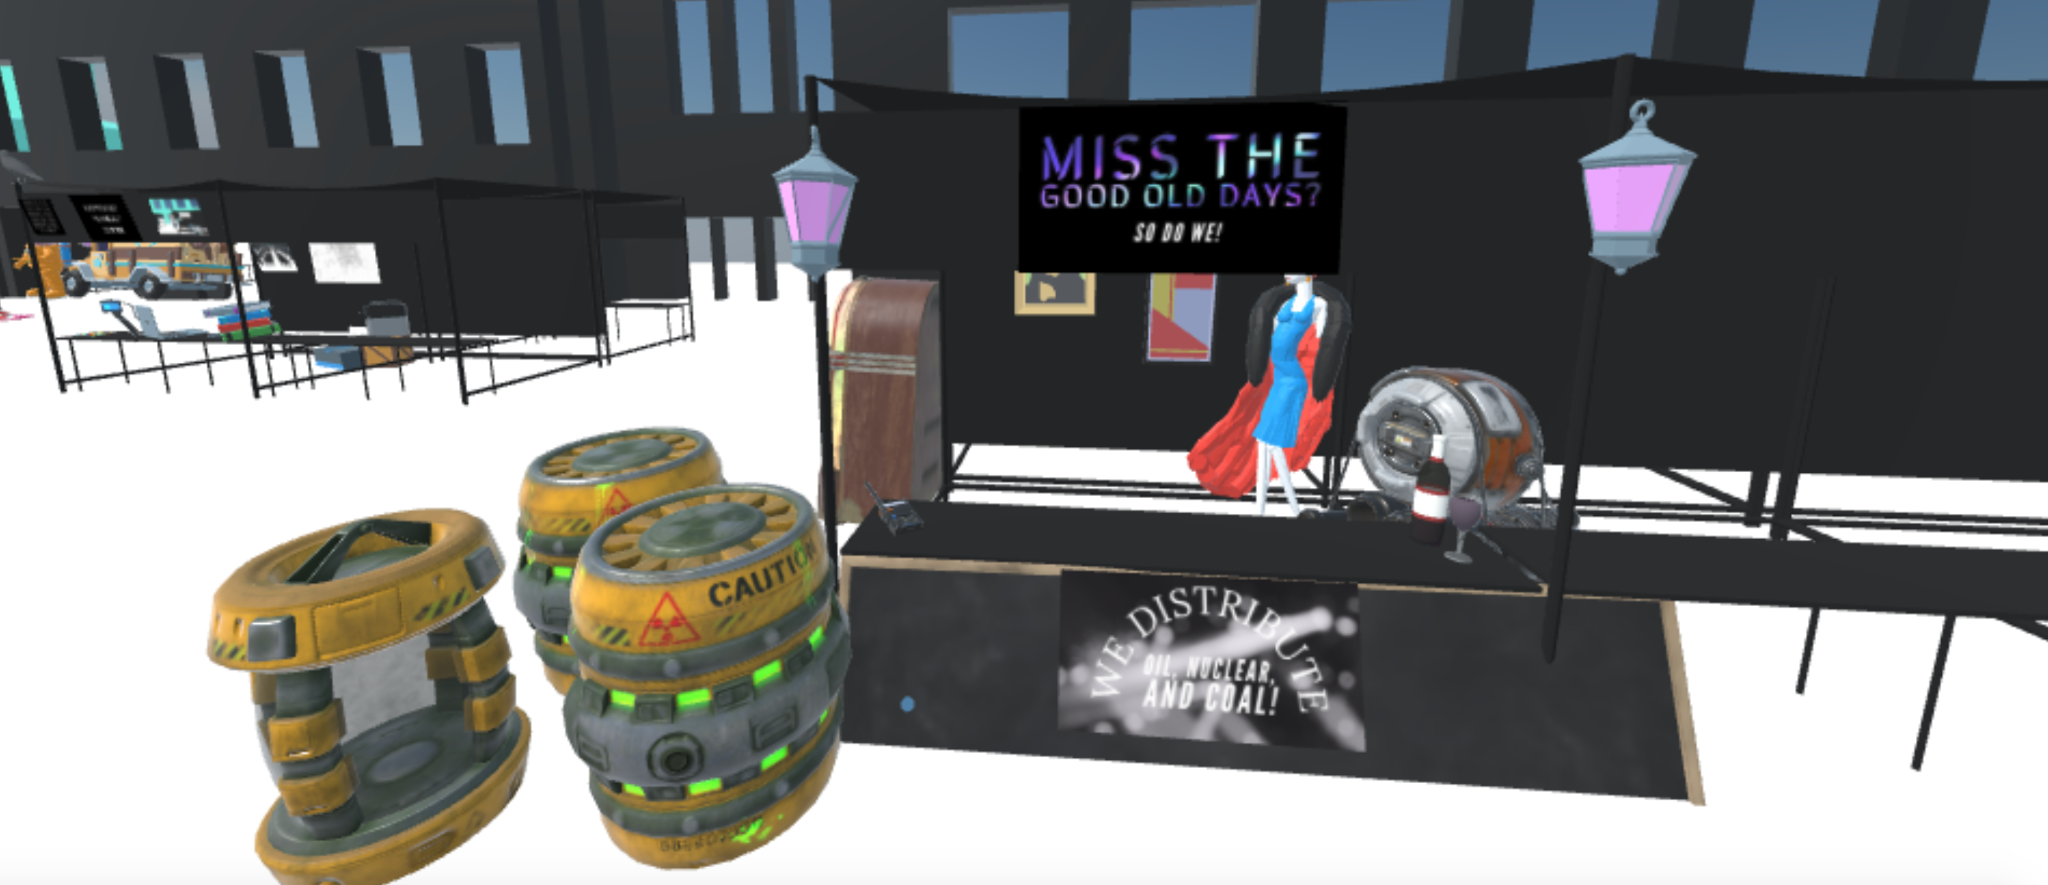 MISS THE
GOOD OLD DAYS?
SO DO WE!
CAUTION
WE DISTRIBUTE
OIL, NUCLEAR,
AND COAL!